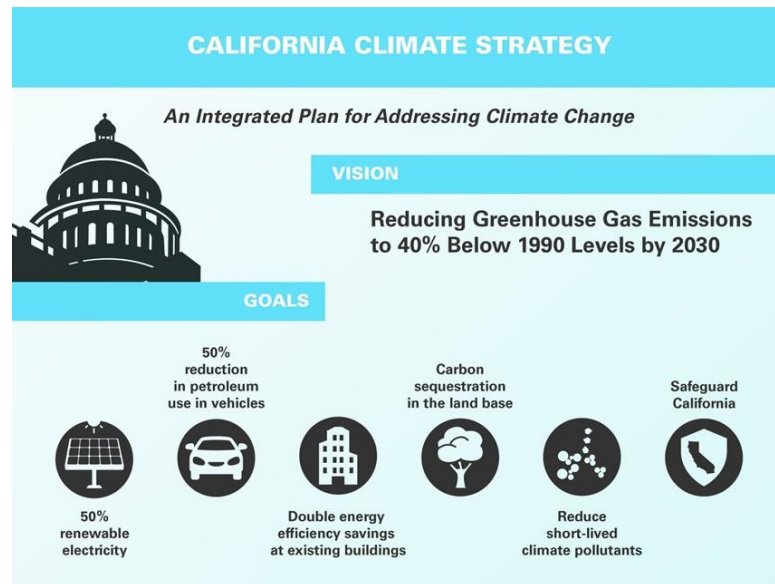 CALIFORNIA CLIMATE STRATEGY
An Integrated Plan for Addressing Climate Change
VISION
Reducing Greenhouse Gas Emissions
to 40% Below 1990 Levels by 2030
GOALS
50%
renewable
electricity
50%
reduction
in petroleum
use in vehicles
Double energy
efficiency savings
at existing buildings
Carbon
sequestration
in the land base
Reduce
short-lived
climate pollutants
Safeguard
California